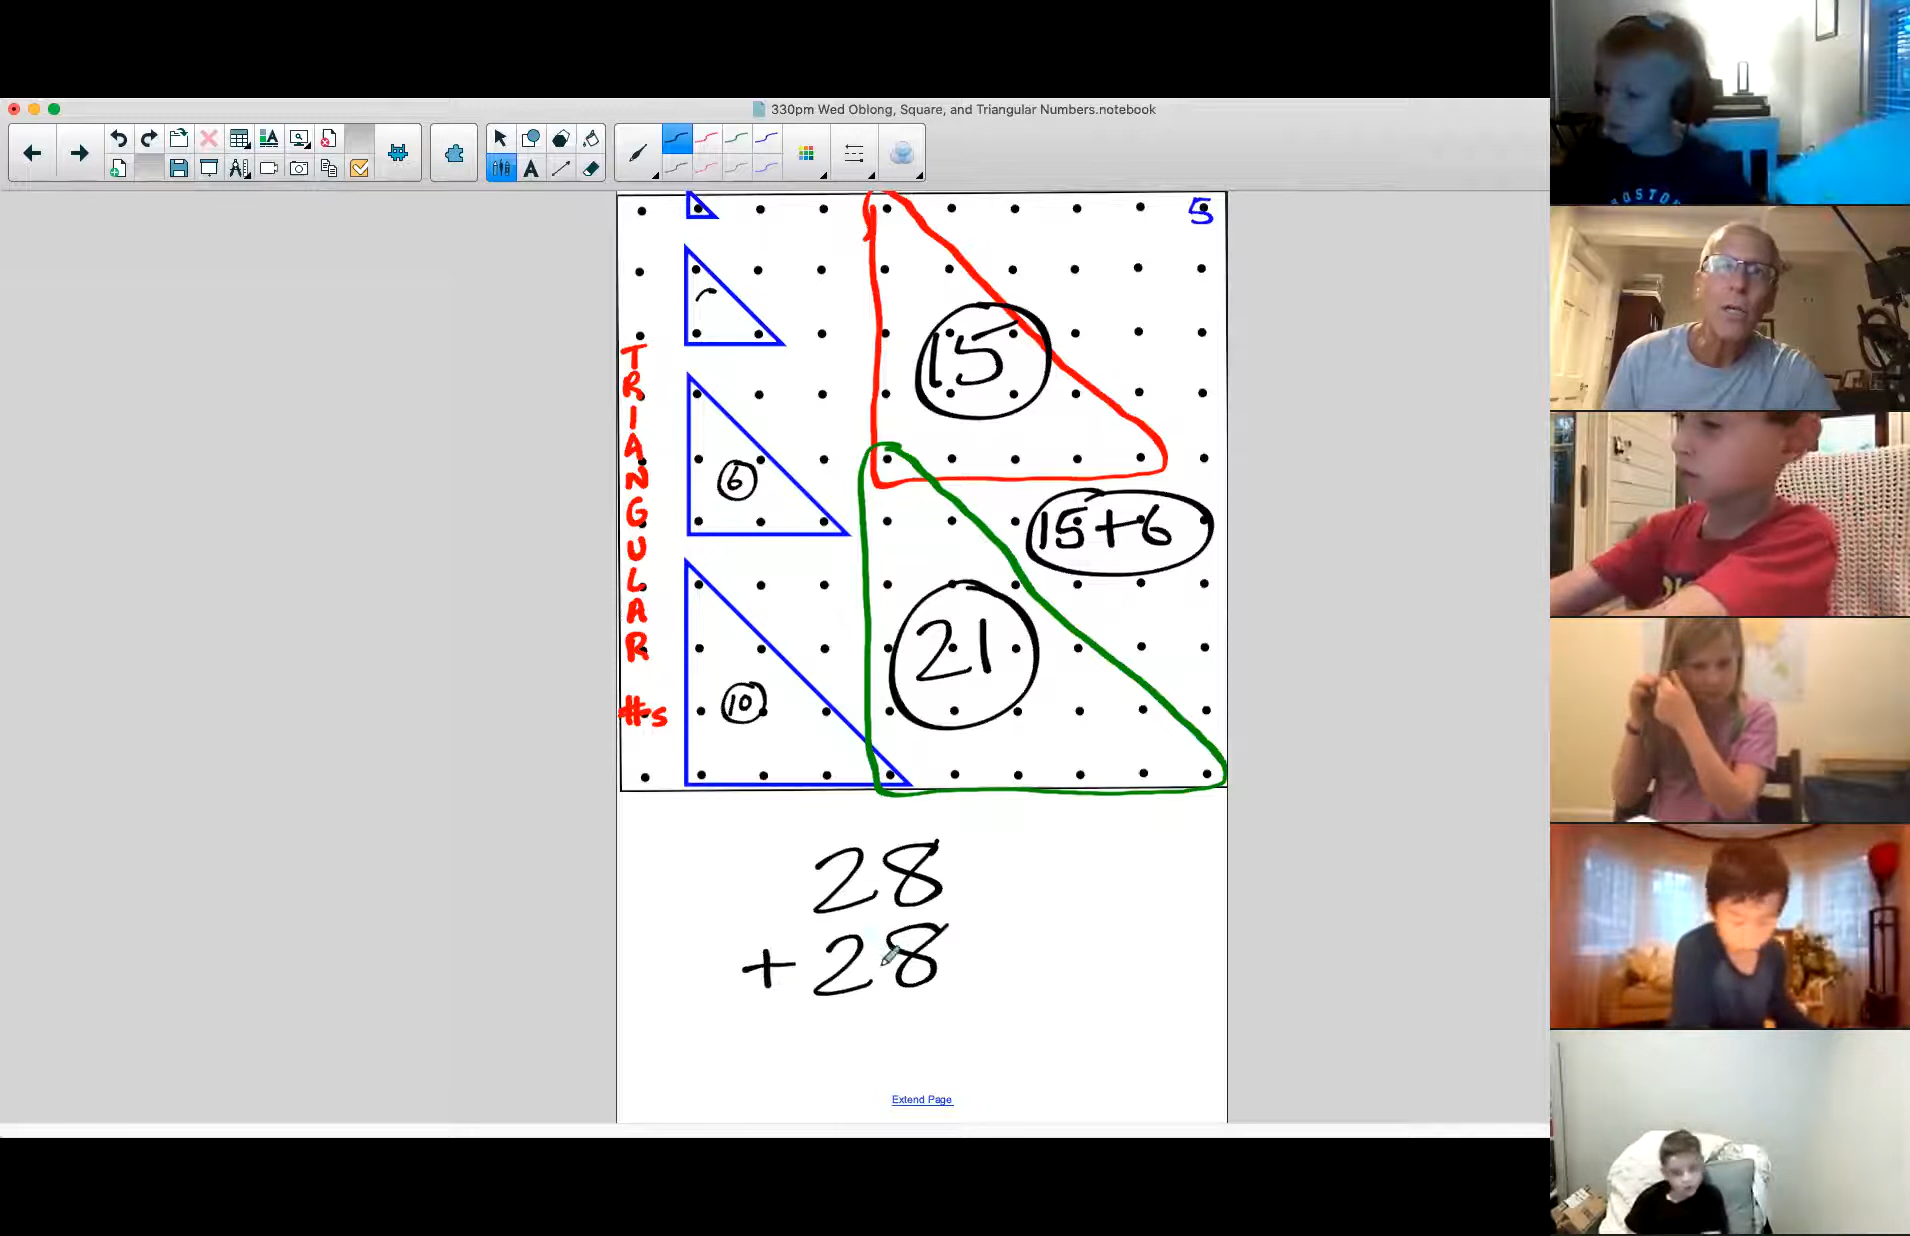 330pm Wed Oblong, Square, and Triangular Numbers.notebook
5
15
TRIANGULAR
#s
6
15+6
21
10
28
+28
Extend Page